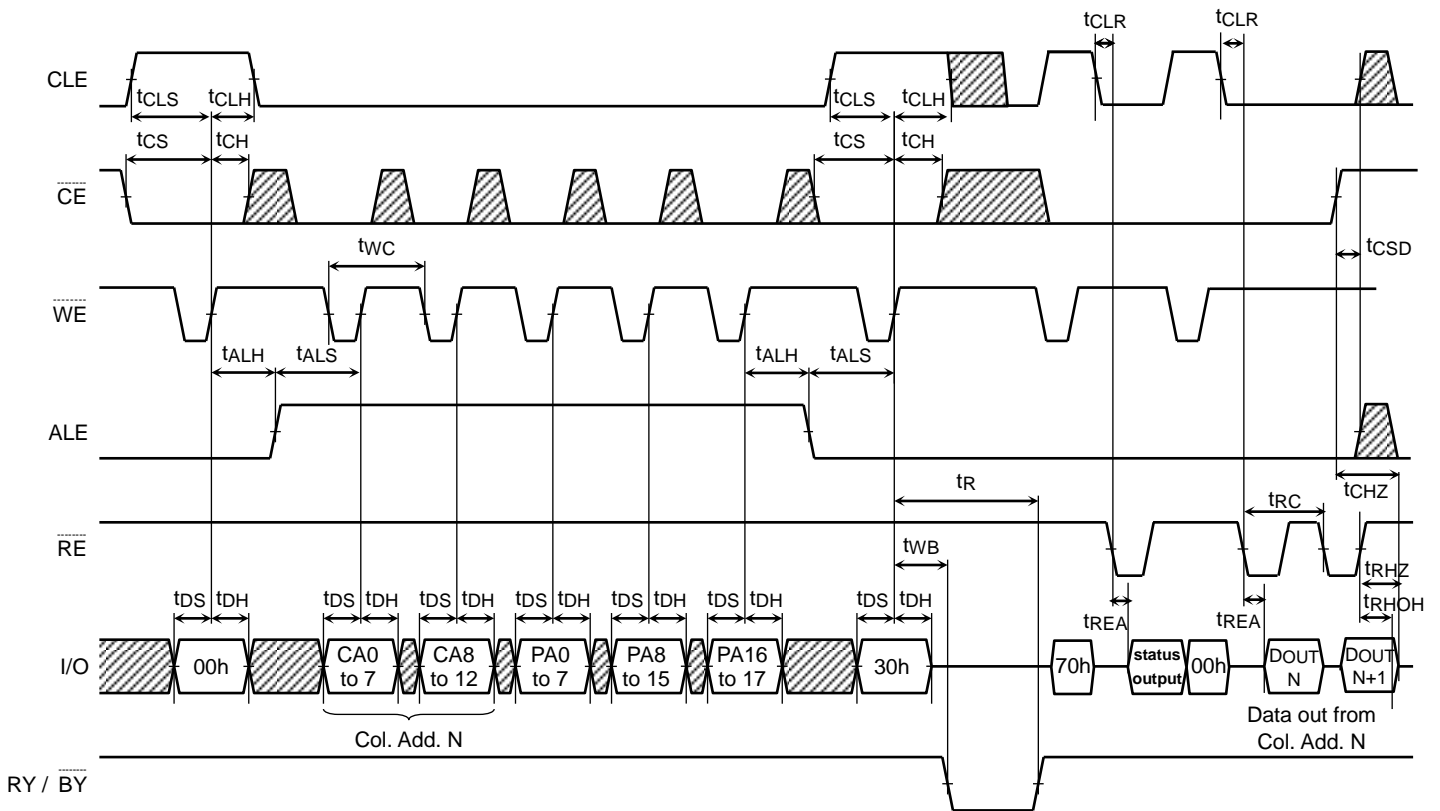 tCLR tCLR
CLE
tCLS tCLH tCLS tCLH
tCS tCH tCS tCH
CE
tWC tCSD
WE
tALH tALS tALH tALS
ALE
tR tCHZ
tRC
RE
tWB
tRHZ
tDS tDH tDS tDH tDS tDH tDS tDH tDS tDH tDS tDH tDS tDH tREA tREA tRHOH
I/O
00h
CA0 to 7
CA8 to 12
PA0 to 7
PA8 to 15
PA16 to 17
30h
70h
status output
00h
DOUT N
DOUT N+1
Col. Add. N
Data out from
Col. Add. N
RY / BY